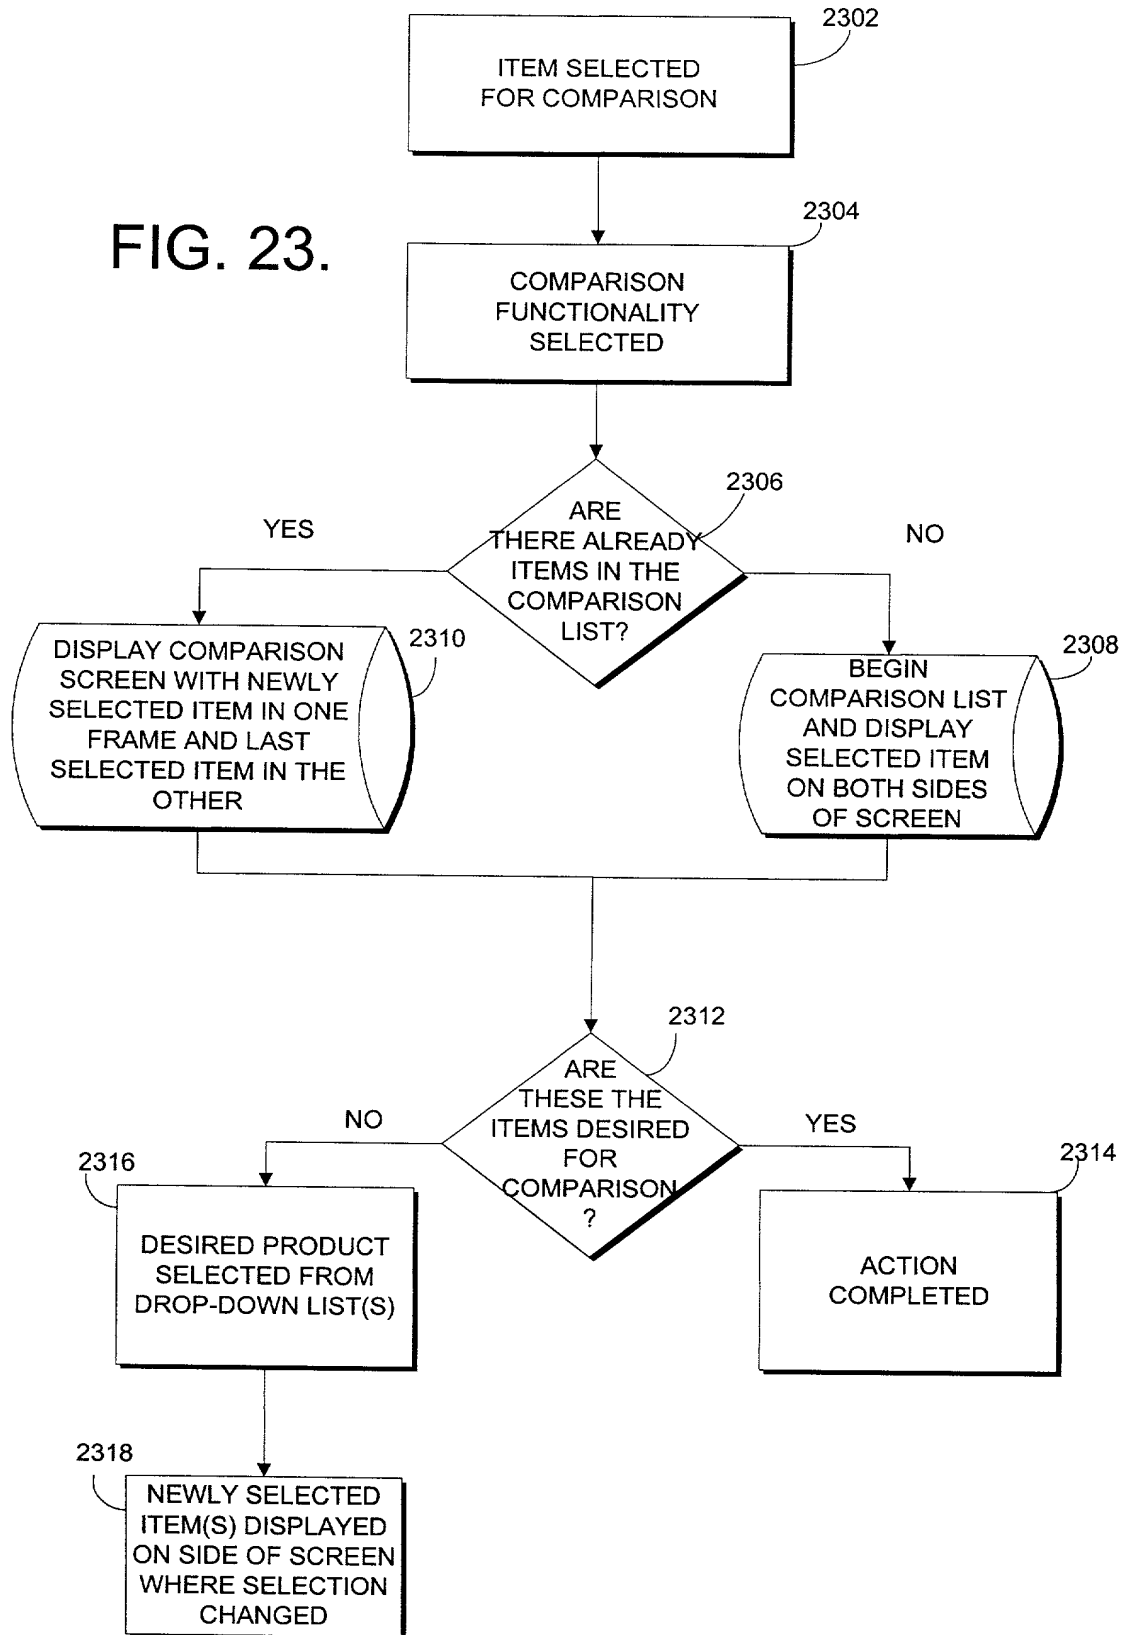 2302
ITEM SELECTED
FOR COMPARISON
FIG. 23.
2304
COMPARISON
FUNCTIONALITY
SELECTED
2306
ARE
THERE ALREADY
ITEMS IN THE
COMPARISON
LIST?
YES
NO
2310
DISPLAY COMPARISON
SCREEN WITH NEWLY
SELECTED ITEM IN ONE
FRAME AND LAST
SELECTED ITEM IN THE
OTHER
2308
BEGIN
COMPARISON LIST
AND DISPLAY
SELECTED ITEM
ON BOTH SIDES
OF SCREEN
2312
ARE
THESE THE
ITEMS DESIRED
FOR
COMPARISON
?
NO
YES
2316
DESIRED PRODUCT
SELECTED FROM
DROP-DOWN LIST(S)
2314
ACTION
COMPLETED
2318
NEWLY SELECTED
ITEM(S) DISPLAYED
ON SIDE OF SCREEN
WHERE SELECTION
CHANGED